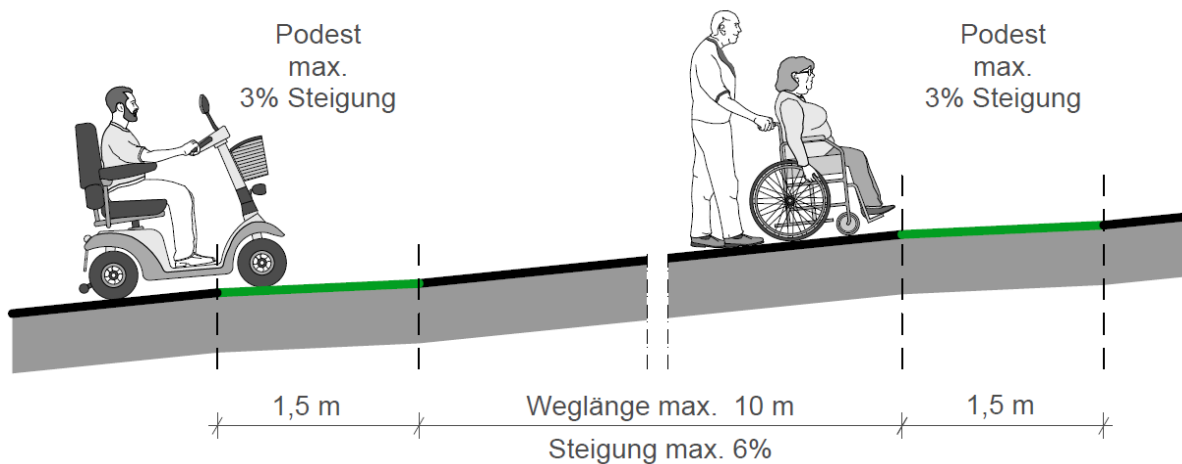 Podest
max.
3% Steigung
Podest
max.
3% Steigung
1,5 m
Weglänge max. 10 m
1,5 m
Steigung max. 6%